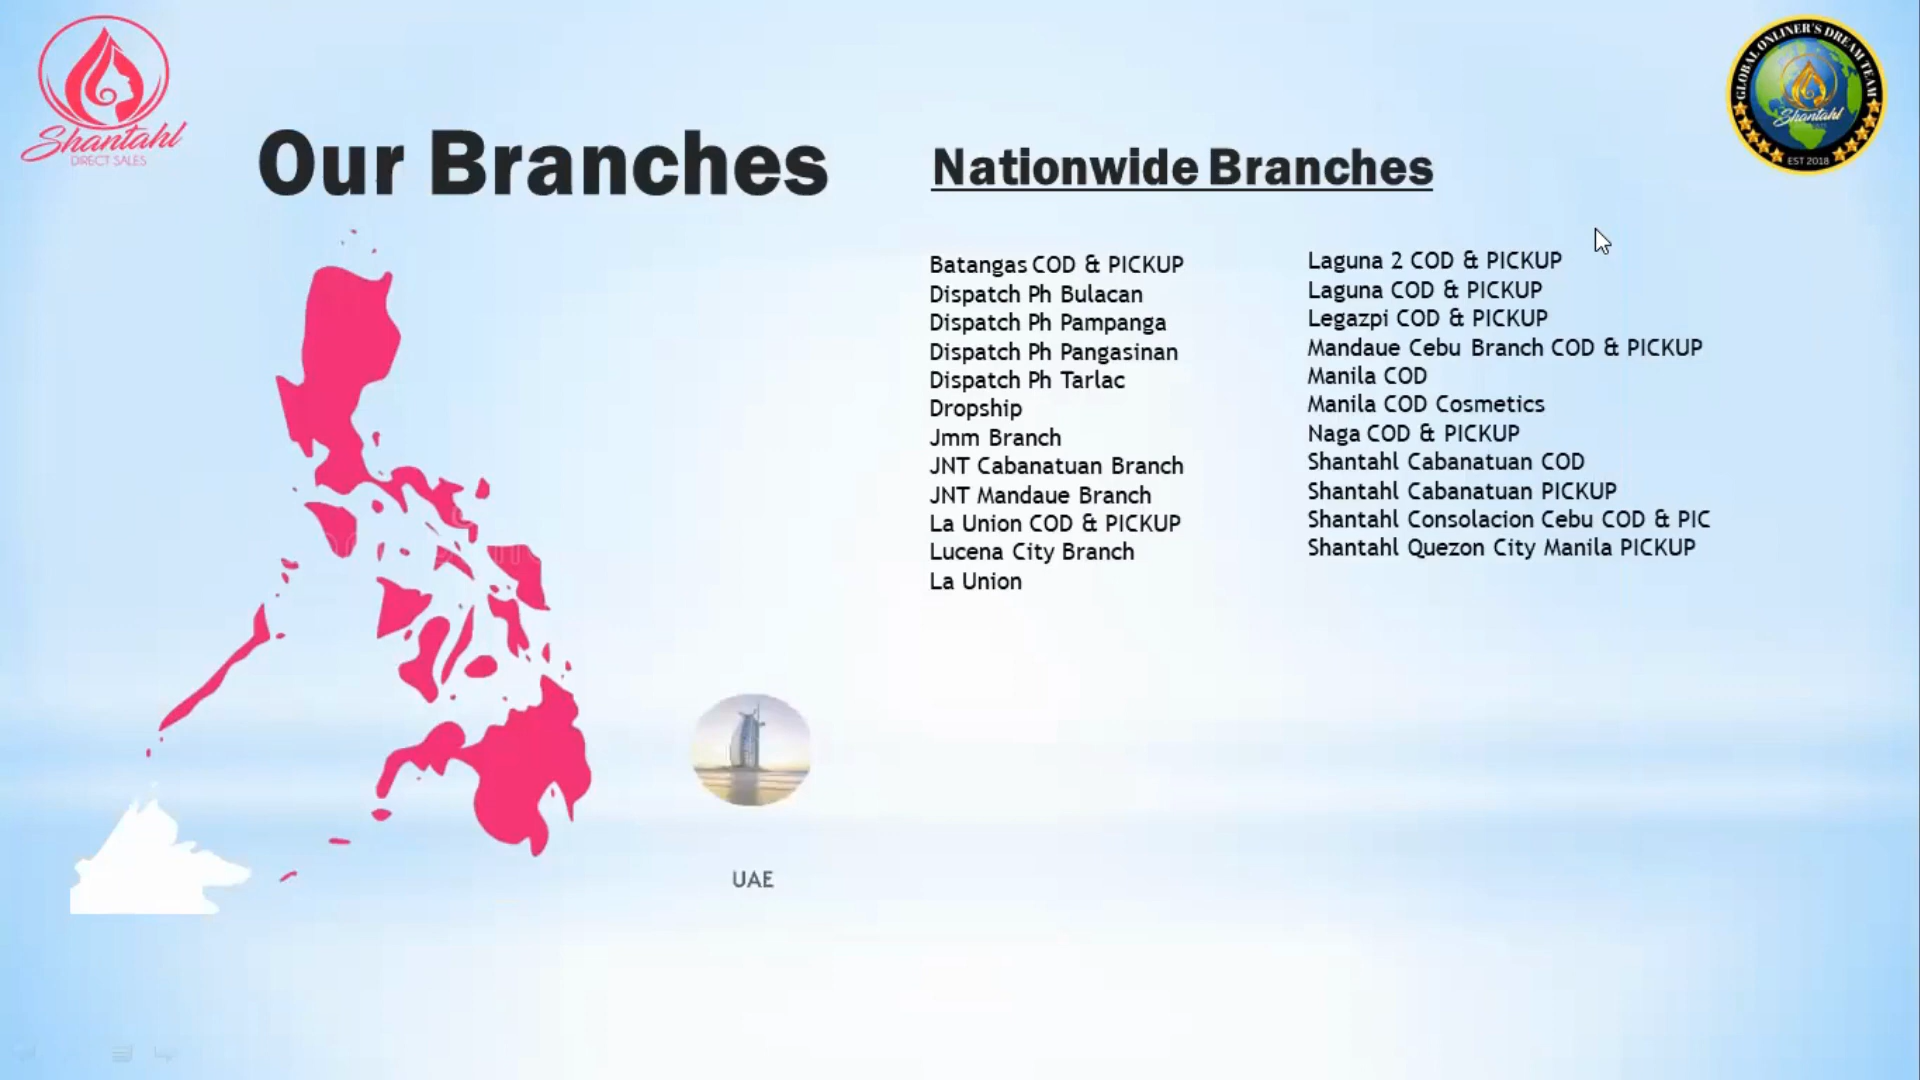 Shantahl
DIRECT SALES
GLOBAL ONLINER'S DREAM TEAM
Shantahl
EST 2018
Our Branches
Nationwide Branches
Batangas COD & PICKUP
Dispatch Ph Bulacan
Dispatch Ph Pampanga
Dispatch Ph Pangasinan
Dispatch Ph Tarlac
Dropship
Jmm Branch
JNT Cabanatuan Branch
JNT Mandaue Branch
La Union COD & PICKUP
Lucena City Branch
La Union
Laguna 2 COD & PICKUP
Laguna COD & PICKUP
Legazpi COD & PICKUP
Mandaue Cebu Branch COD & PICKUP
Manila COD
Manila COD Cosmetics
Naga COD & PICKUP
Shantahl Cabanatuan COD
Shantahl Cabanatuan PICKUP
Shantahl Consolacion Cebu COD & PIC
Shantahl Quezon City Manila PICKUP
UAE